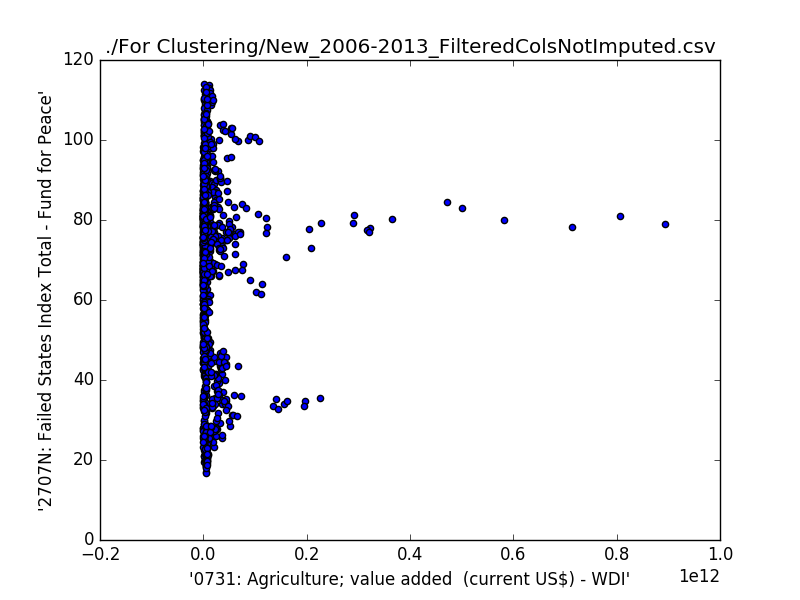 ./For Clustering/New_2006-2013_FilteredColsNotImputed.csv
120
100
80
60
40
20
0
'2707N: Failed States Index Total - Fund for Peace'
−0.2 0.0 0.2 0.4 0.6 0.8 1.0
1e12
'0731: Agriculture; value added  (current US$) - WDI'